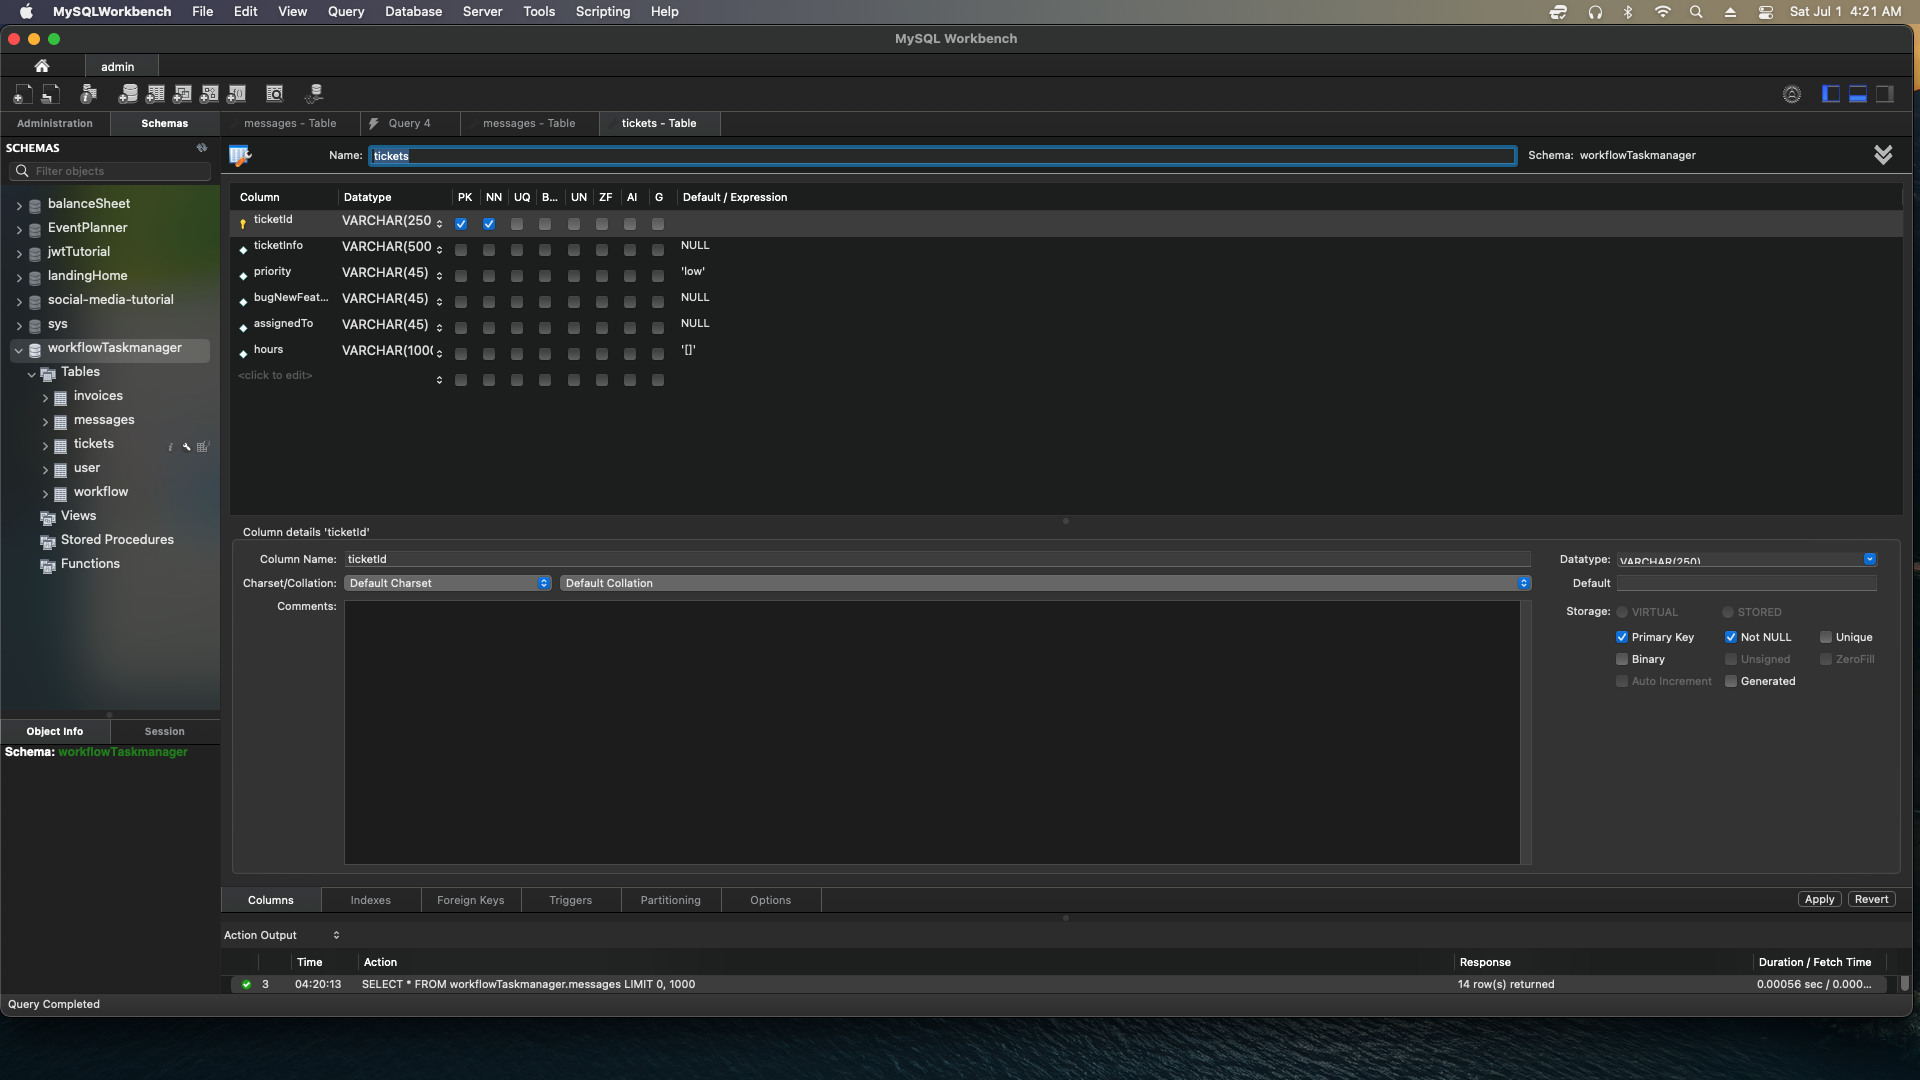 MySQLWorkbench File Edit View Query Database Server Tools Scripting Help Sat Jul 1 4:21 AM
MySQL Workbench
admin
Administration Schemas messages - Table Query 4 messages - Table tickets - Table
SCHEMAS
Name: tickets Schema: workflowTaskmanager
Filter objects
Column Datatype PK NN UQ B... UN ZF AI G Default / Expression
ticketId VARCHAR(250
ticketInfo VARCHAR(500 NULL
priority VARCHAR(45) 'low'
bugNewFeat... VARCHAR(45) NULL
assignedTo VARCHAR(45) NULL
hours VARCHAR(100( '[]'
<click to edit>
balanceSheet
EventPlanner
jwtTutorial
landingHome
social-media-tutorial
sys
workflowTaskmanager
Tables
invoices
messages
tickets
user
workflow
Views
Stored Procedures
Functions
Column details 'ticketId'
Column Name: ticketId Datatype: VARCHAR(250)
Charset/Collation: Default Charset Default Collation Default
Comments: Storage: VIRTUAL STORED
Primary Key Not NULL Unique
Binary Unsigned ZeroFill
Auto Increment Generated
Object Info Session
Schema: workflowTaskmanager
Columns Indexes Foreign Keys Triggers Partitioning Options Apply Revert
Action Output
Time Action Response Duration / Fetch Time
3 04:20:13 SELECT * FROM workflowTaskmanager.messages LIMIT 0, 1000 14 row(s) returned 0.00056 sec / 0.000...
Query Completed